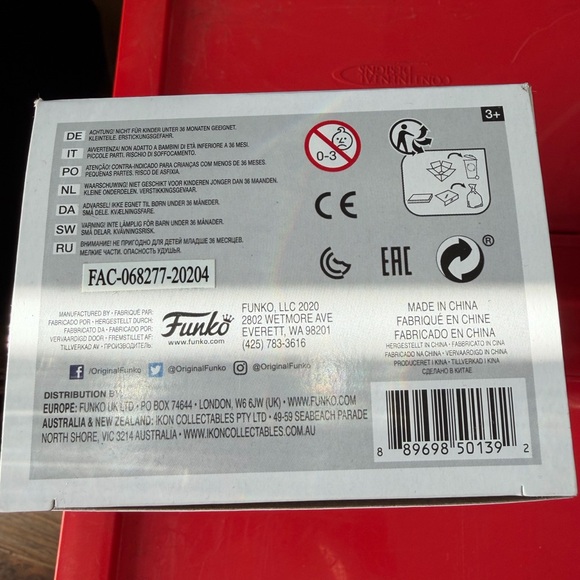 3+
DE ACHTUNG! NICHT FÜR KINDER UNTER 36 MONATEN GEEIGNET.
KLEINTEILE. ERSTICKUNGSGEFAHR.
IT AVVERTENZA! NON ADATTO A BAMBINI DI ETÀ INFERIORE A 36 MESI.
PICCOLE PARTI. RISCHIO DI SOFFOCAMENTO.
PO ATENÇÃO! CONTRA-INDICADO PARA CRIANÇAS COM MENOS DE 36 MESES.
PEQUENAS PARTES. RISCO DE ASFIXIA.
NL WAARSCHUWING! NIET GESCHIKT VOOR KINDEREN JONGER DAN 36 MAANDEN.
KLEINE ONDERDELEN. VERSTIKKINGSGEVAAR.
DA ADVARSEL! IKKE EGNET TIL BØRN UNDER 36 MÅNEDER.
SMÅ DELE. KVÆLNINGSFARE.
SW VARNING! INTE LÄMPLIG FÖR BARN UNDER 36 MÅNADER.
SMÅ DELAR. KVÄVNINGSRISK.
RU ВНИМАНИЕ! НЕ ПРИГОДНО ДЛЯ ДЕТЕЙ МЛАДШЕ 36 МЕСЯЦЕВ.
МЕЛКИЕ ЧАСТИ. ОПАСНОСТЬ УДУШЬЯ.
0-3
CE
EAC
®
FAC-068277-20204
MANUFACTURED BY • FABRIQUÉ PAR:
FABRICADO POR • HERGESTELLT DURCH:
FABBRICATO DA • FABRICADO POR:
VERVAARDIGD DOOR • FREMSTILLET AF:
TILLVERKAD AV • ПРОИЗВОДИТЕЛЬ:
Funko
www.funko.com
FUNKO, LLC 2020
2802 WETMORE AVE
EVERETT, WA 98201
(425) 783-3616
MADE IN CHINA
FABRIQUÉ EN CHINE
FABRICADO EN CHINA
HERGESTELLT IN CHINA • FABBRICATO IN CINA
FABRICADO NA CHINA • VERVAARDIGD IN CHINA
PRODUCERET I KINA • TILLVERKAD I KINA
СДЕЛАНО В КИТАЕ
/OriginalFunko @OriginalFunko @OriginalFunko
DISTRIBUTION BY
EUROPE: FUNKO UK LTD • PO BOX 74644 • LONDON, W6 6JW (UK) • WWW.FUNKO.COM
AUSTRALIA & NEW ZEALAND: IKON COLLECTABLES PTY LTD • 49-59 SEABEACH PARADE
NORTH SHORE, VIC 3214 AUSTRALIA • WWW.IKONCOLLECTABLES.COM.AU
8 89698 50139 2